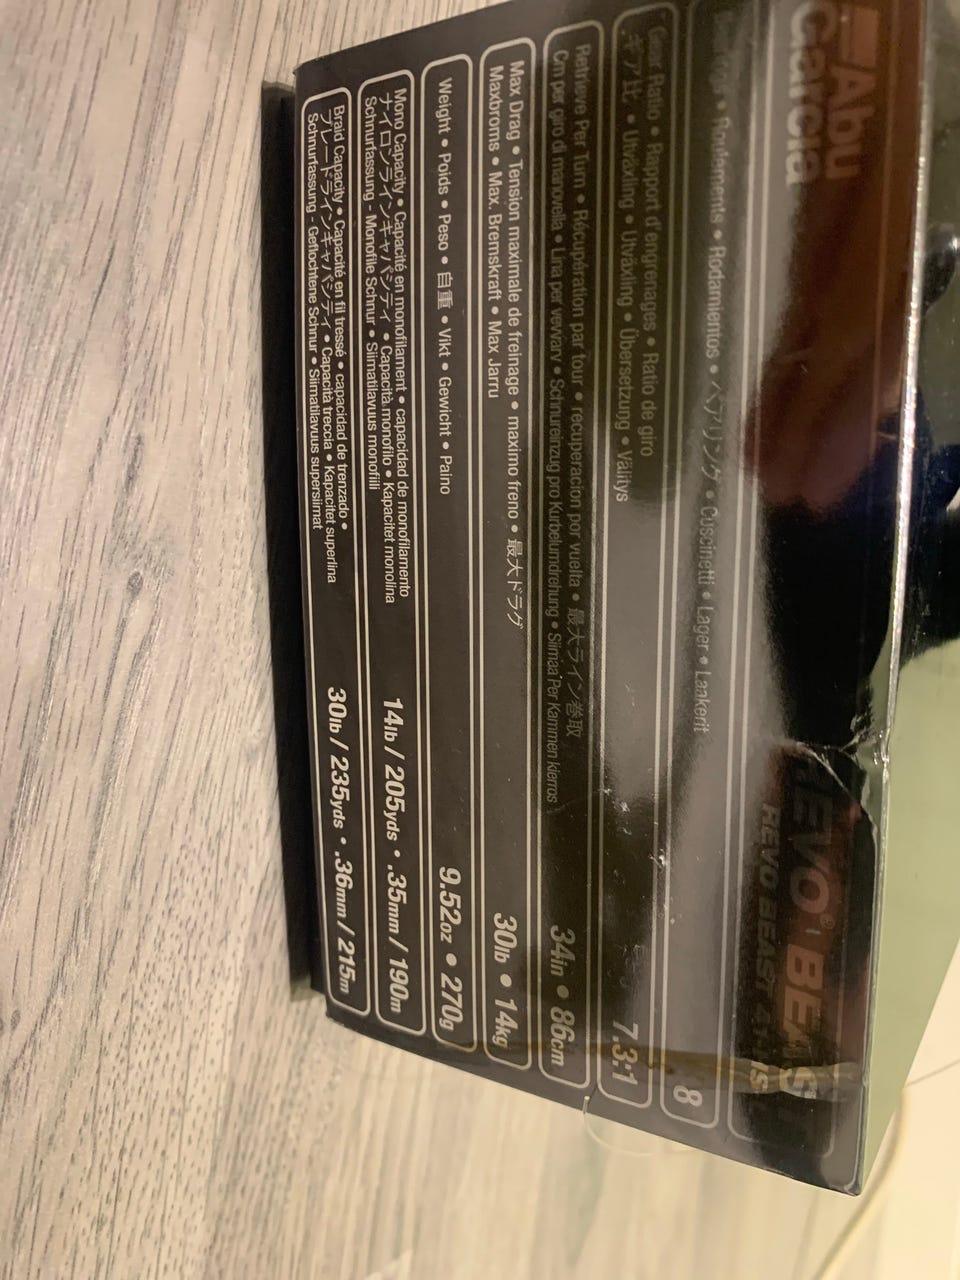 Abu
Garcia
REVO® BEAST
REVO BEAST 41-HS
• Roulements • Rodamientos • ベアリング • Cuscinetti • Lager • Laakerit
8
Gear Ratio • Rapport d'engrenages • Ratio de giro
ギア比 • Utväxling • Utväxling • Übersetzung • Välitys
7.3:1
Retrieve Per Turn • Récupération par tour • recuperacion por vuelta • 最大ライン巻取
Cm per giro di manovella • Lina per vevvarv • Schnureinzug pro Kurbelumdrehung • Siimaa Per Kammen kierros
34in • 86cm
Max Drag • Tension maximale de freinage • maximo freno • 最大ドラグ
Maxbroms • Max. Bremskraft • Max Jarru
30lb • 14kg
Weight • Poids • Peso • 自重 • Vikt • Gewicht • Paino
9.52oz • 270g
Mono Capacity • Capacité en monofilament • capacidad de monofilamento
ナイロンラインキャパシティ • Capacità monofilo • Kapacitet monolina
Schnurfassung - Monofile Schnur • Siimatilavuus monofiili
14lb / 205yds • .35mm / 190m
Braid Capacity • Capacité en fil tressé • capacidad de trenzado •
ブレードラインキャパシティ • Capacità treccia • Kapacitet superlina
Schnurfassung - Geflochtene Schnur • Siimatilavuus supersiimat
30lb / 235yds • .36mm / 215m